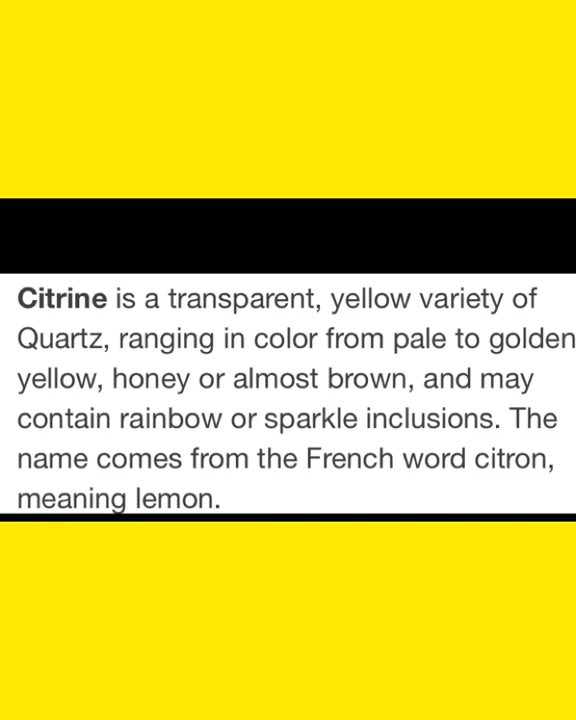 Citrine is a transparent, yellow variety of
Quartz, ranging in color from pale to golden
yellow, honey or almost brown, and may
contain rainbow or sparkle inclusions. The
name comes from the French word citron,
meaning lemon.